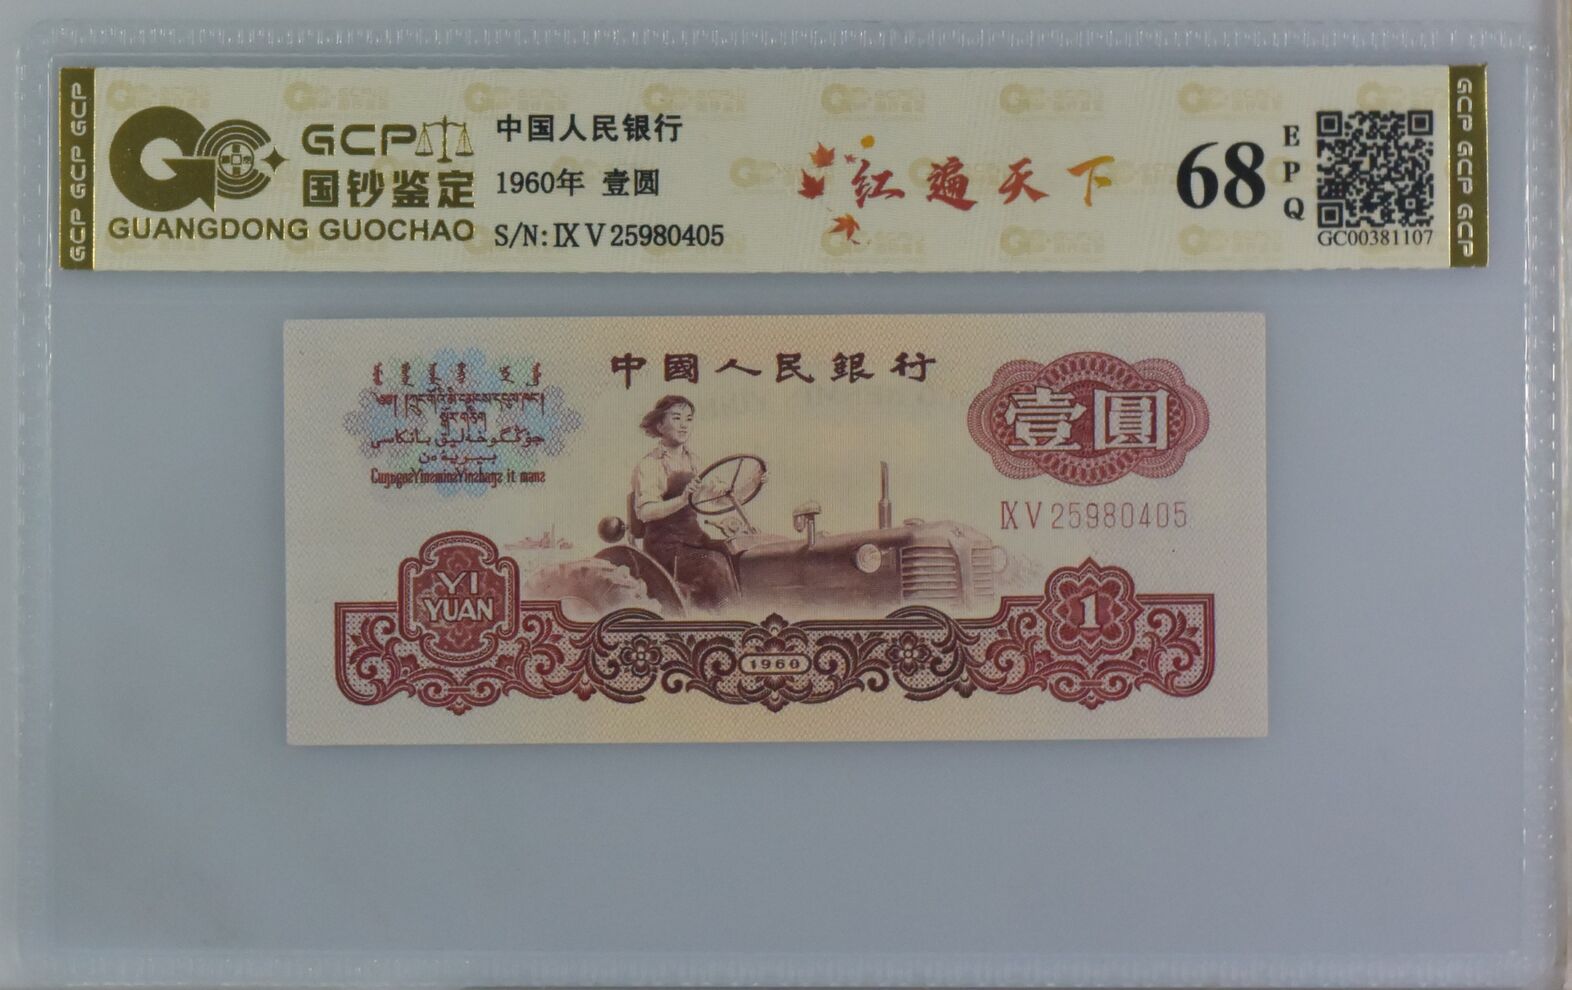 GCP GCP GCP
GCP
国钞鉴定
GUANGDONG GUOCHAO
中国人民银行
1960年 壹圆
S/N: Ⅸ Ⅴ 25980405
红遍天下
68
EPQ
GC00381107
GCP GCP GCP
中國人民銀行
壹圓
Ⅸ Ⅴ 25980405
YI
YUAN
1960
1